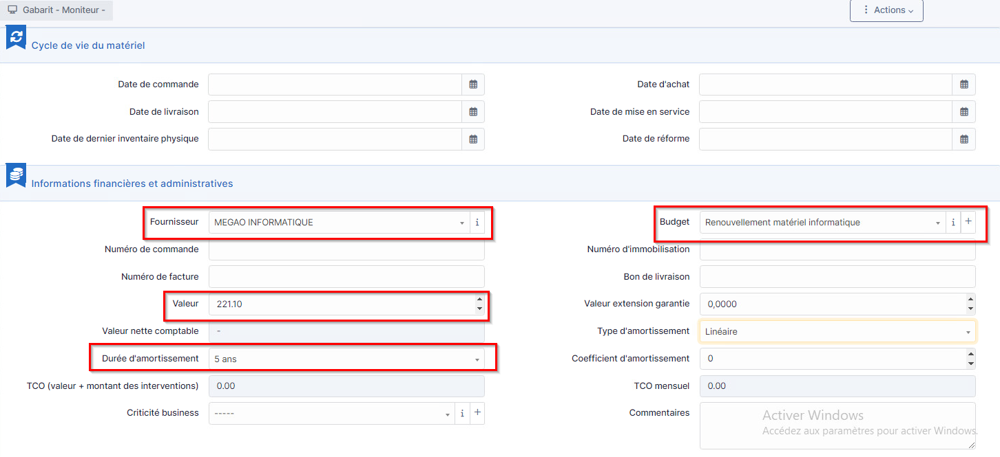 Gabarit - Moniteur -
Actions
Cycle de vie du matériel
Date de commande
Date d'achat
Date de livraison
Date de mise en service
Date de dernier inventaire physique
Date de réforme
Informations financières et administratives
Fournisseur MEGAO INFORMATIQUE i
Budget Renouvellement matériel informatique i +
Numéro de commande
Numéro d'immobilisation
Numéro de facture
Bon de livraison
Valeur 221.10
Valeur extension garantie 0,0000
Valeur nette comptable -
Type d'amortissement Linéaire
Durée d'amortissement 5 ans
Coefficient d'amortissement 0
TCO (valeur + montant des interventions) 0.00
TCO mensuel 0.00
Criticité business ----- i +
Commentaires
Activer Windows
Accédez aux paramètres pour activer Windows.